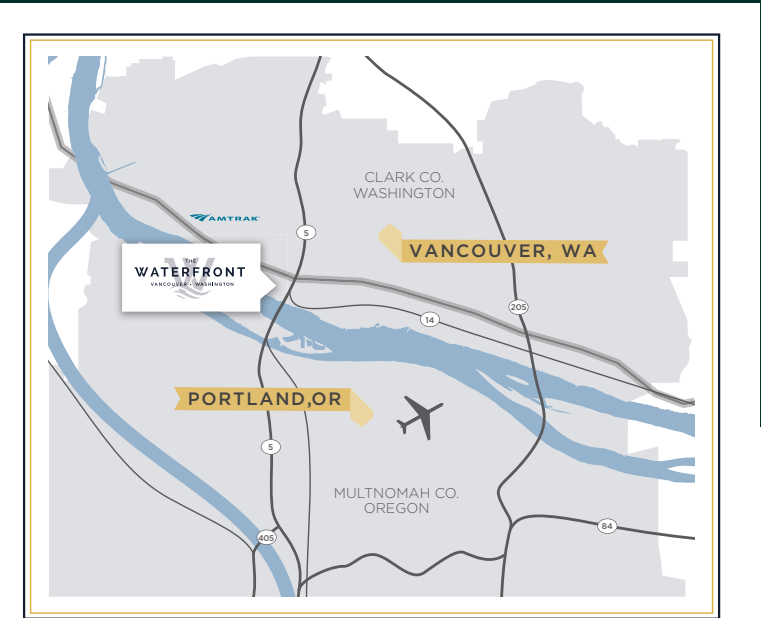 CLARK CO.
WASHINGTON
AMTRAK
5
VANCOUVER, WA
THE
WATERFRONT
VANCOUVER • WASHINGTON
W
205
14
PORTLAND,OR
5
MULTNOMAH CO.
OREGON
84
405